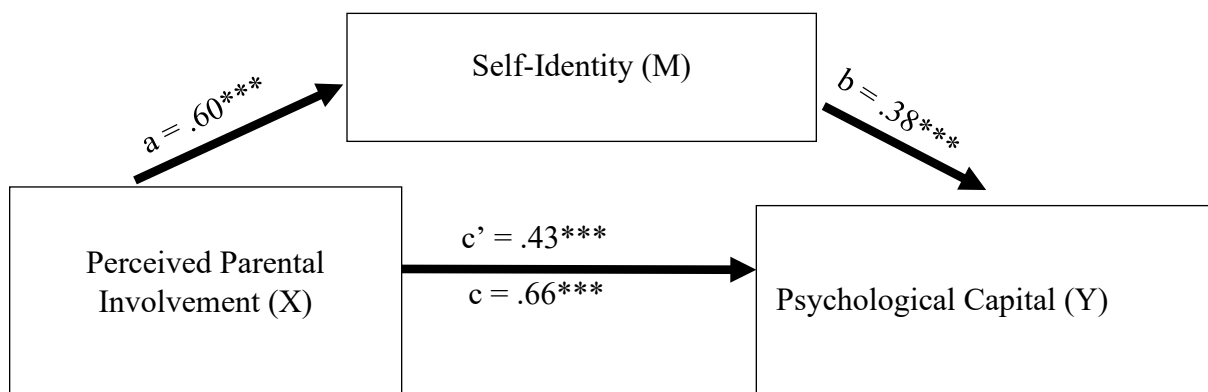 Self-Identity (M)
a = .60***
b = .38***
Perceived Parental
Involvement (X)
c’ = .43***
c = .66***
Psychological Capital (Y)